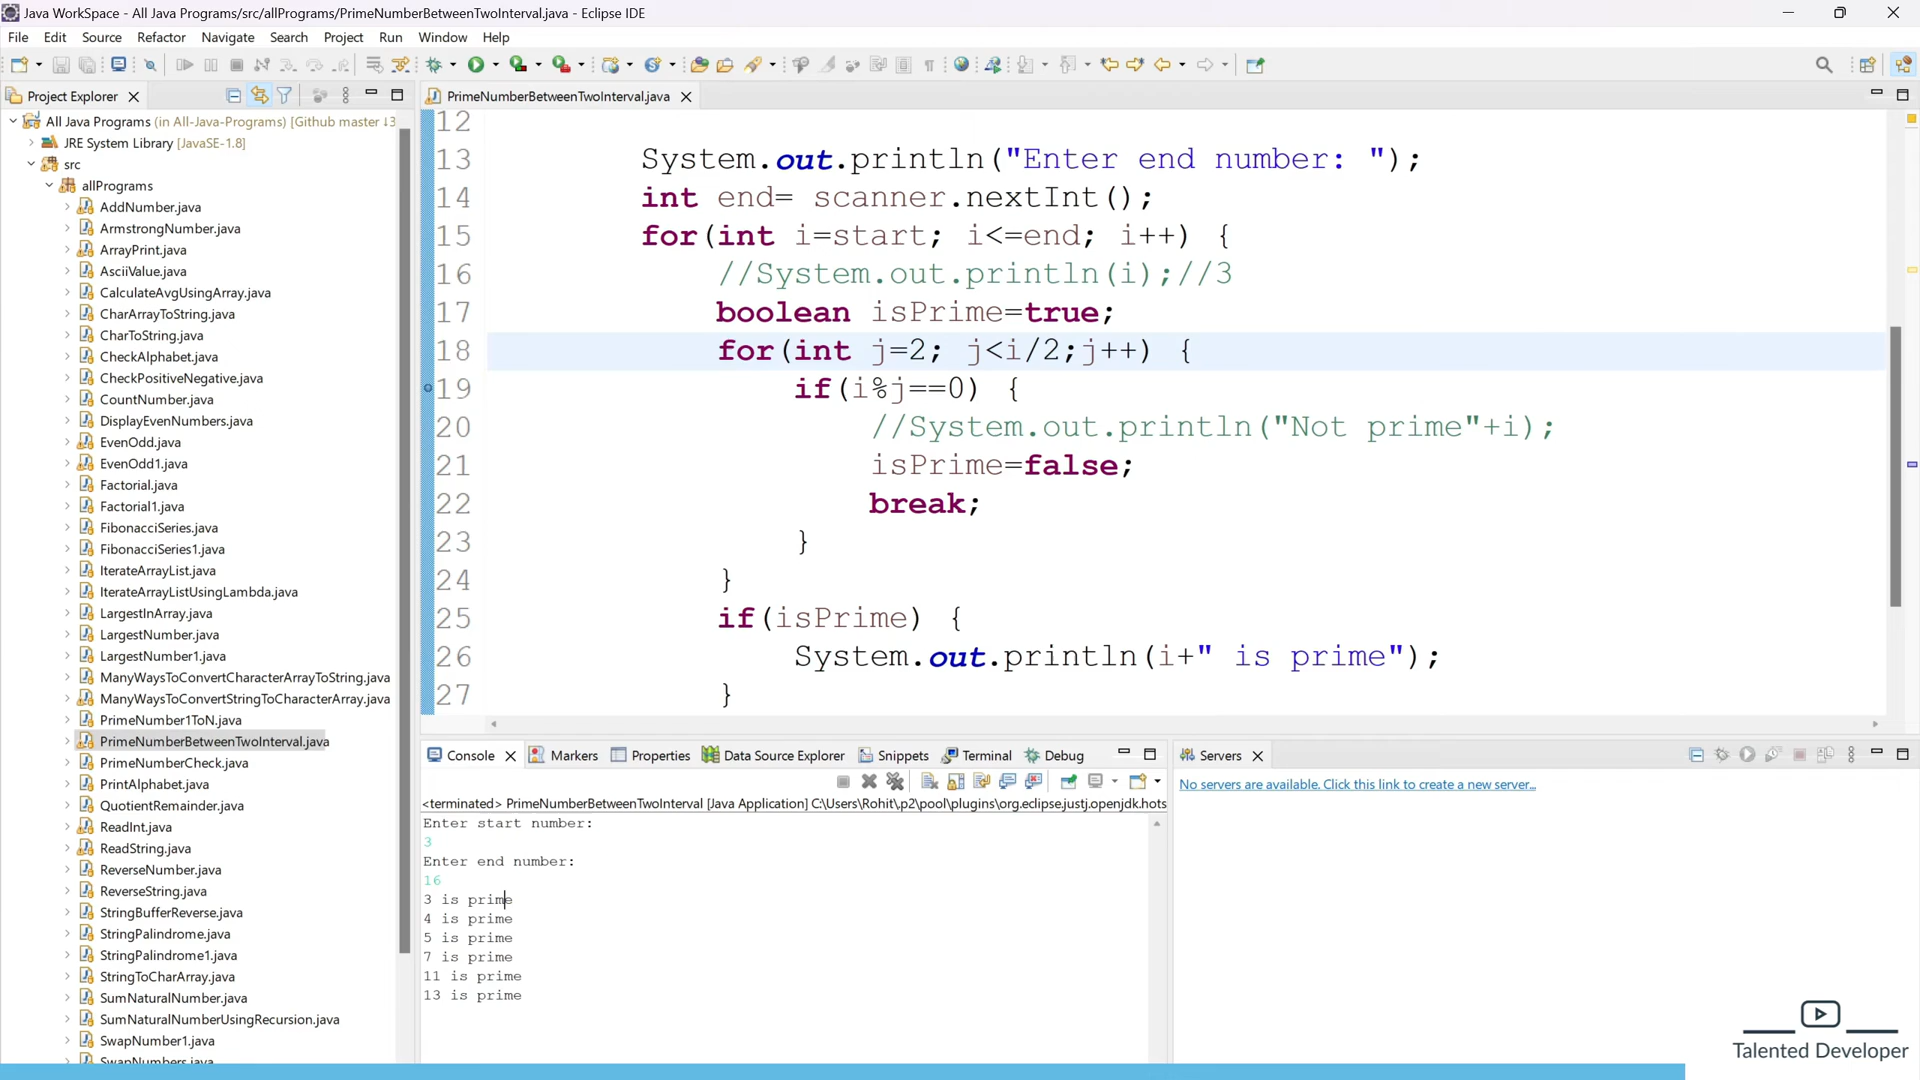 Java WorkSpace - All Java Programs/src/allPrograms/PrimeNumberBetweenTwoInterval.java - Eclipse IDE
File Edit Source Refactor Navigate Search Project Run Window Help
Project Explorer
All Java Programs (in All-Java-Programs) [Github master ↓3
JRE System Library [JavaSE-1.8]
src
allPrograms
AddNumber.java
ArmstrongNumber.java
ArrayPrint.java
AsciiValue.java
CalculateAvgUsingArray.java
CharArrayToString.java
CharToString.java
CheckAlphabet.java
CheckPositiveNegative.java
CountNumber.java
DisplayEvenNumbers.java
EvenOdd.java
EvenOdd1.java
Factorial.java
Factorial1.java
FibonacciSeries.java
FibonacciSeries1.java
IterateArrayList.java
IterateArrayListUsingLambda.java
LargestInArray.java
LargestNumber.java
LargestNumber1.java
ManyWaysToConvertCharacterArrayToString.java
ManyWaysToConvertStringToCharacterArray.java
PrimeNumber1ToN.java
PrimeNumberBetweenTwoInterval.java
PrimeNumberCheck.java
PrintAlphabet.java
QuotientRemainder.java
ReadInt.java
ReadString.java
ReverseNumber.java
ReverseString.java
StringBufferReverse.java
StringPalindrome.java
StringPalindrome1.java
StringToCharArray.java
SumNaturalNumber.java
SumNaturalNumberUsingRecursion.java
SwapNumber1.java
SwapNumbers.java
PrimeNumberBetweenTwoInterval.java
12
13 System.out.println("Enter end number: ");
14 int end= scanner.nextInt();
15 for(int i=start; i<=end; i++) {
16 //System.out.println(i);//3
17 boolean isPrime=true;
18 for(int j=2; j<i/2;j++) {
19 if(i%j==0) {
20 //System.out.println("Not prime"+i);
21 isPrime=false;
22 break;
23 }
24 }
25 if(isPrime) {
26 System.out.println(i+" is prime");
27 }
Console Markers Properties Data Source Explorer Snippets Terminal Debug
<terminated> PrimeNumberBetweenTwoInterval [Java Application] C:\Users\Rohit\.p2\pool\plugins\org.eclipse.justj.openjdk.hots
Enter start number:
3
Enter end number:
16
3 is prime
4 is prime
5 is prime
7 is prime
11 is prime
13 is prime
Servers
No servers are available. Click this link to create a new server...
Talented Developer